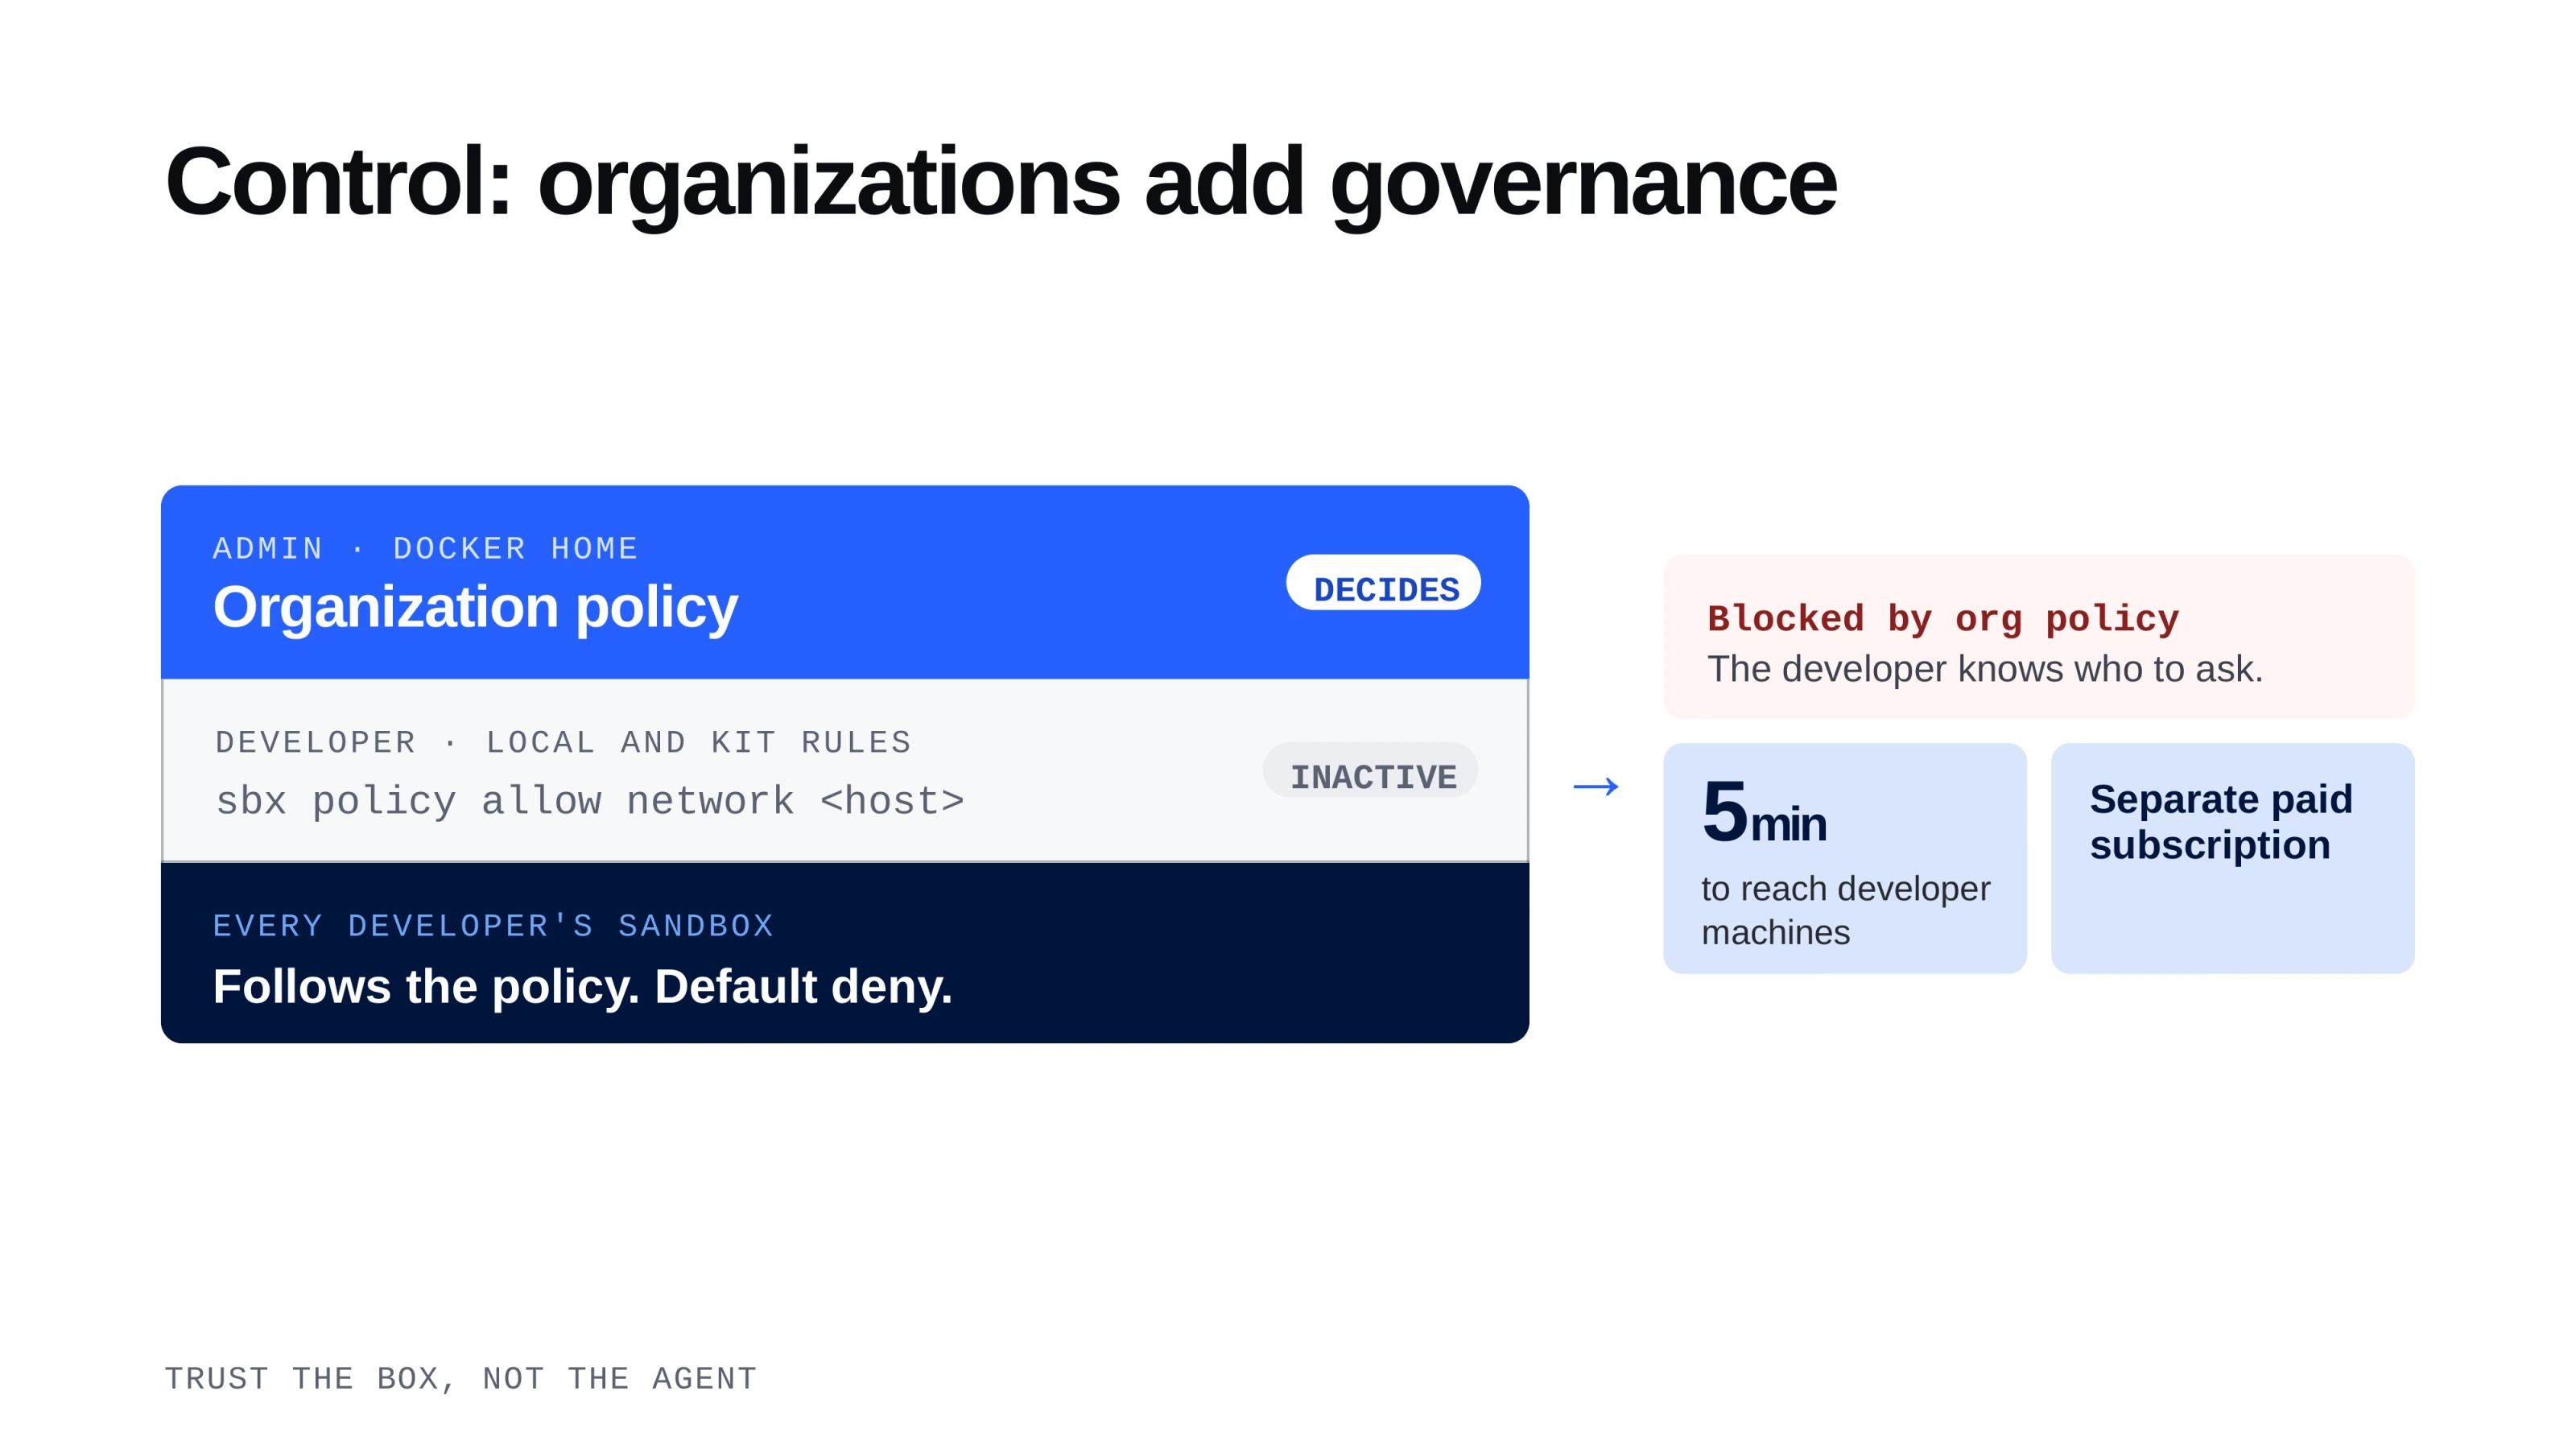 Control: organizations add governance
ADMIN · DOCKER HOME
Organization policy
DECIDES
DEVELOPER · LOCAL AND KIT RULES
sbx policy allow network <host>
INACTIVE
EVERY DEVELOPER'S SANDBOX
Follows the policy. Default deny.
→
Blocked by org policy
The developer knows who to ask.
5min
to reach developer
machines
Separate paid
subscription
TRUST THE BOX, NOT THE AGENT